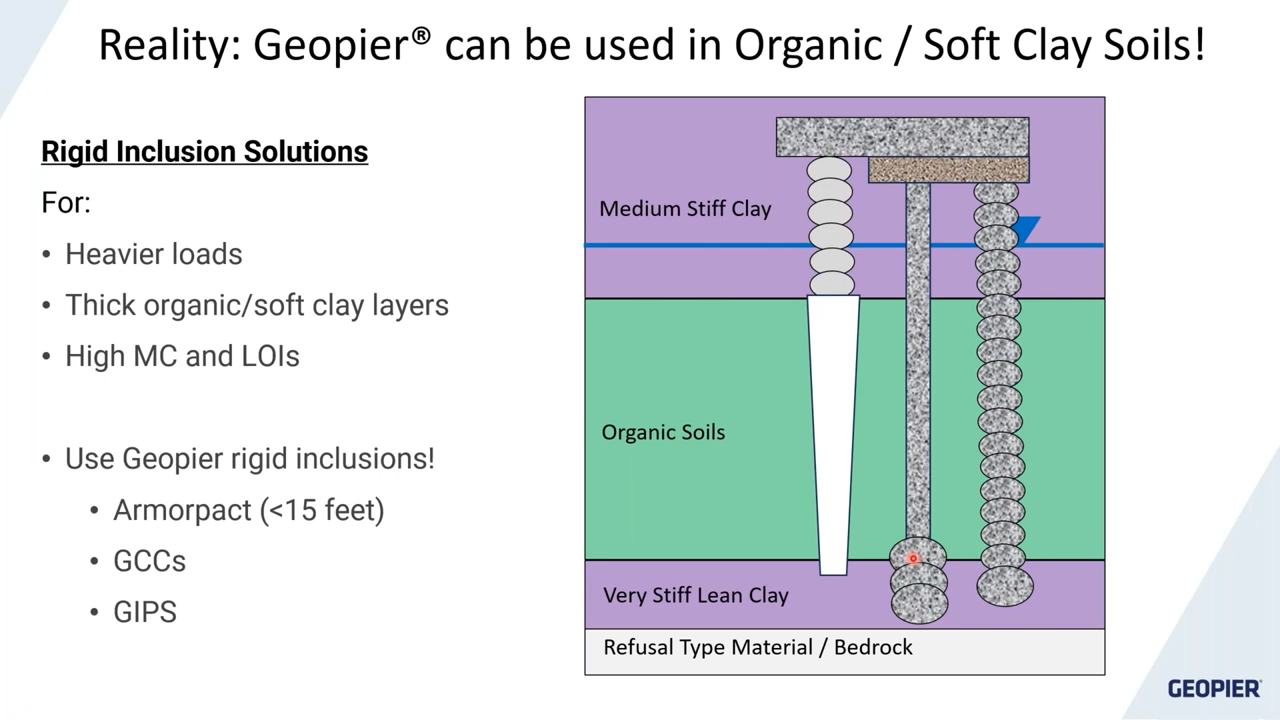 Reality: Geopier® can be used in Organic / Soft Clay Soils!
Rigid Inclusion Solutions
For:
• Heavier loads
• Thick organic/soft clay layers
• High MC and LOIs
• Use Geopier rigid inclusions!
• Armorpact (<15 feet)
• GCCs
• GIPS
Medium Stiff Clay
Organic Soils
Very Stiff Lean Clay
Refusal Type Material / Bedrock
GEOPIER®